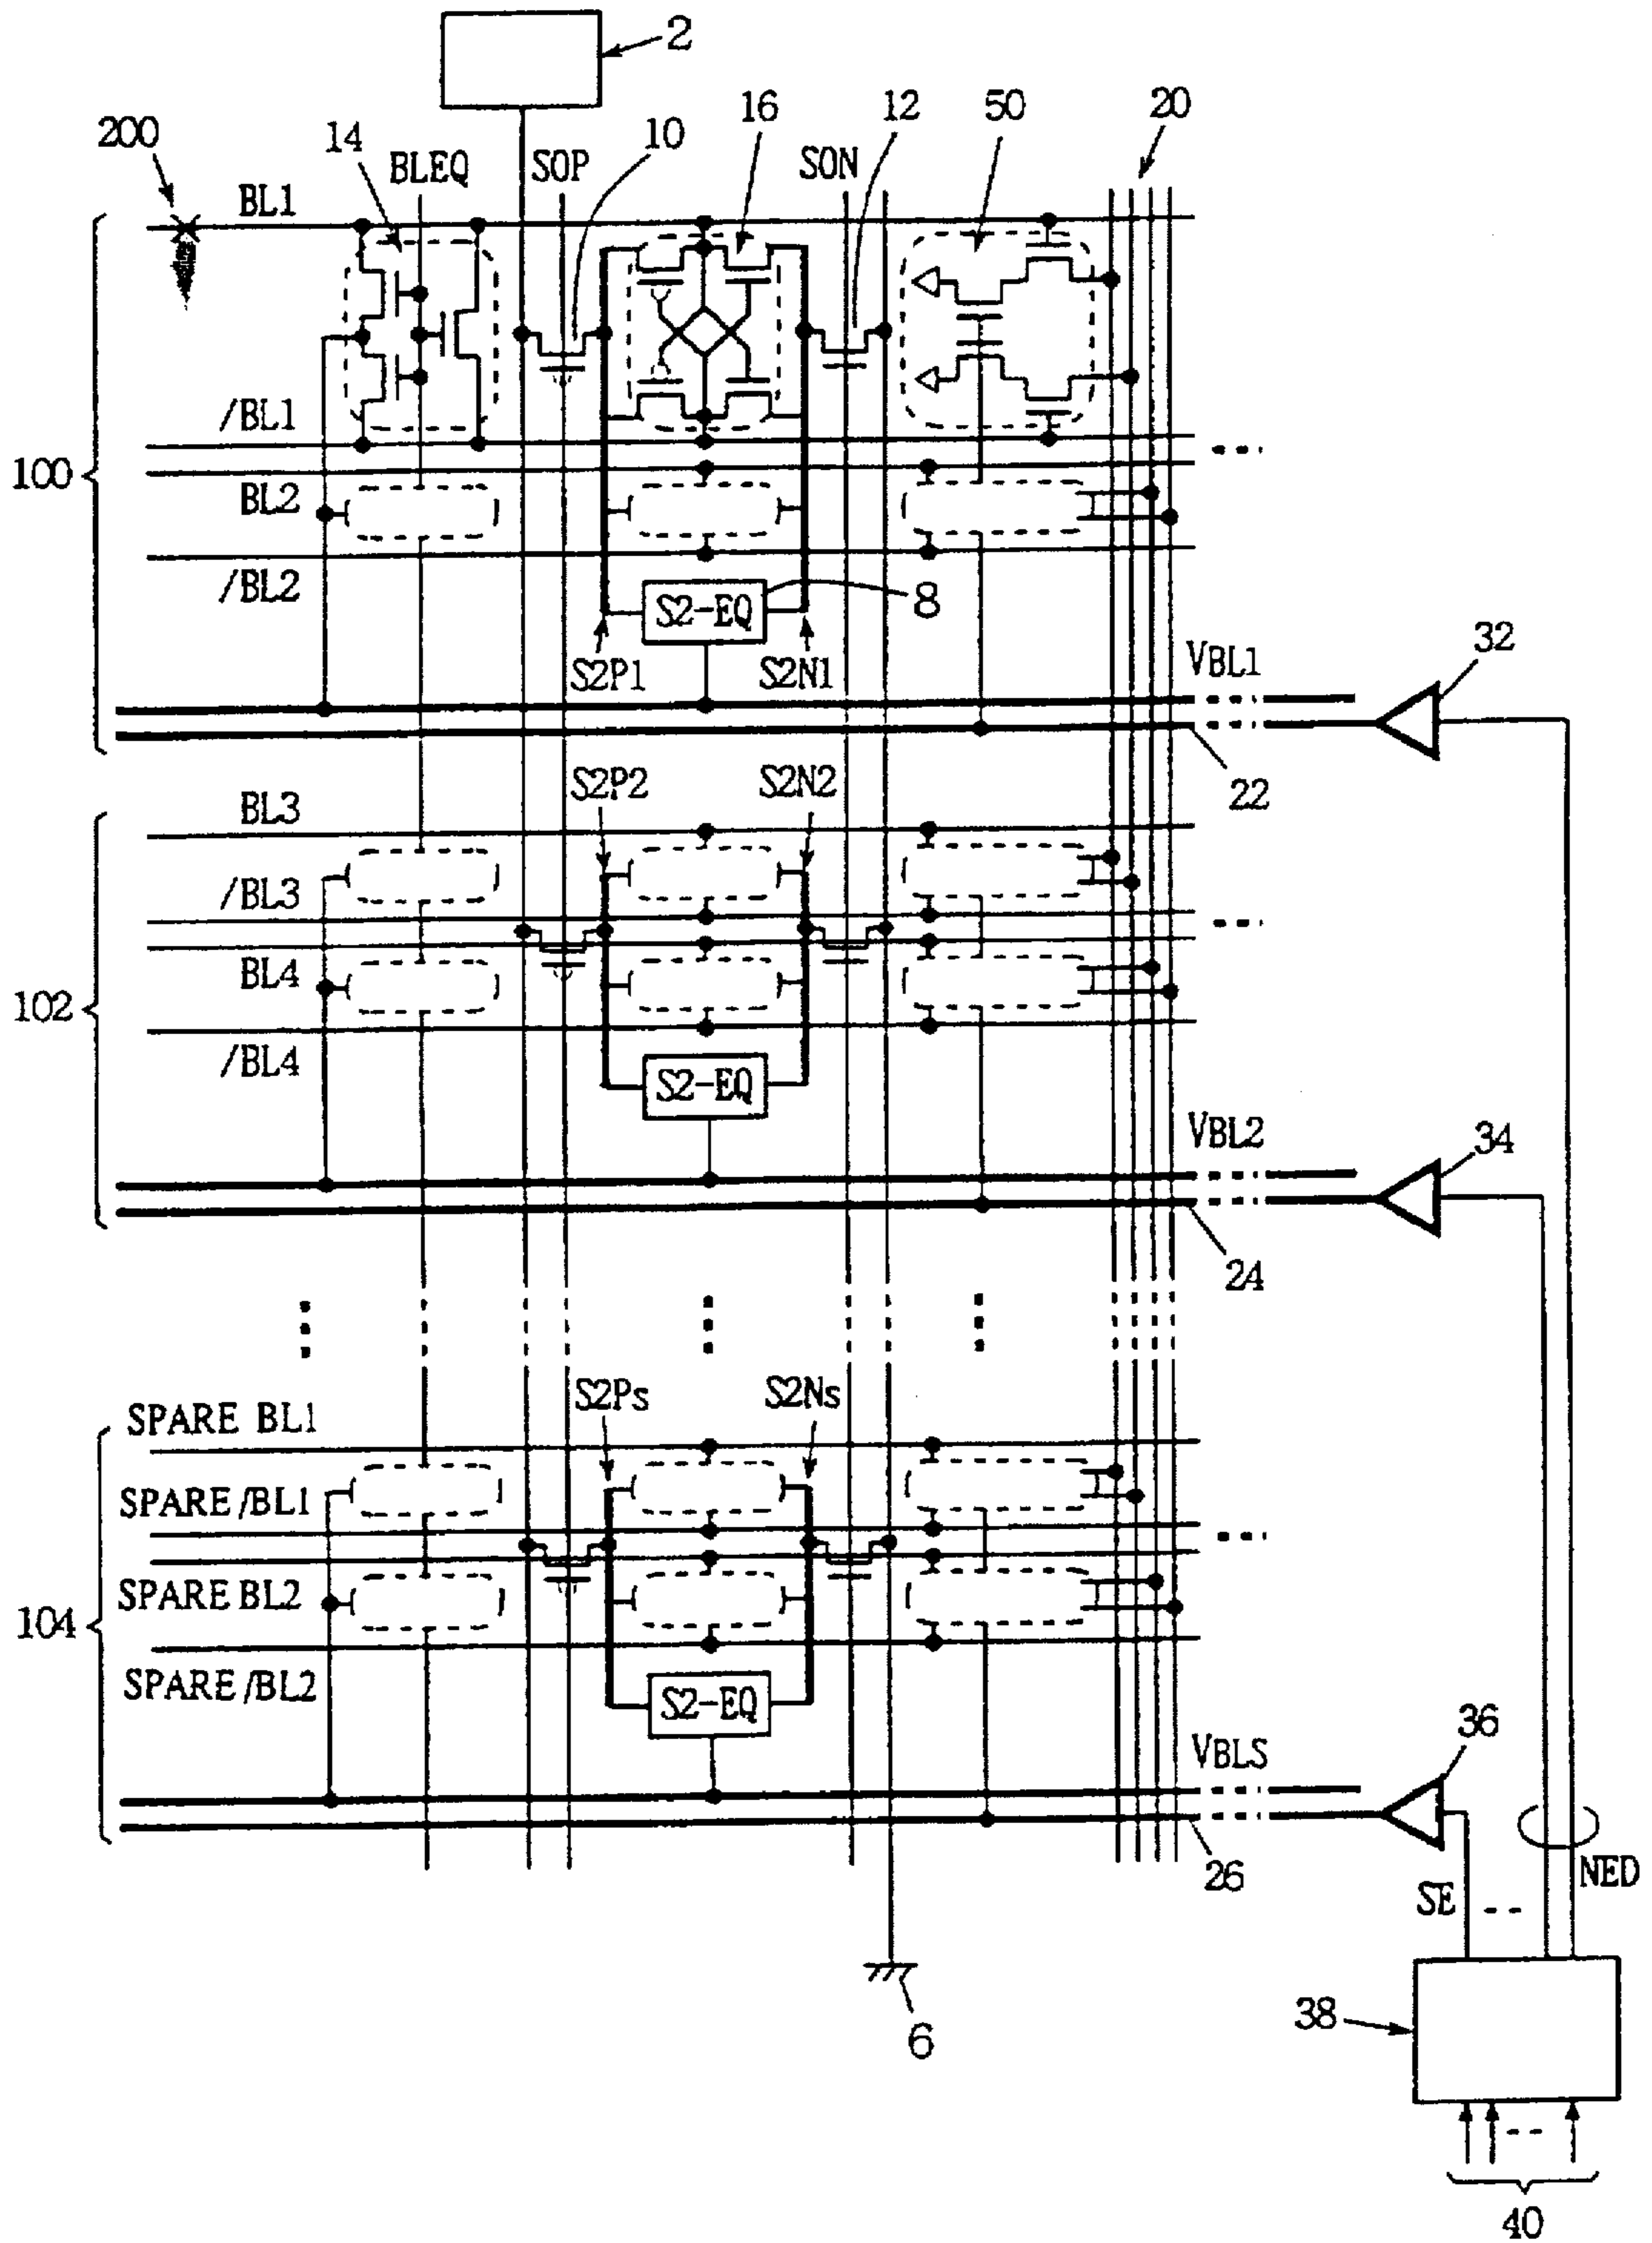 2
200
14
BLEQ
SOP
10
16
SON
12
50
20
BL1
/BL1
100
BL2
/BL2
S2-EQ
8
S2P1
S2N1
VBL1
32
22
S2P2
S2N2
BL3
/BL3
102
BL4
/BL4
S2-EQ
VBL2
34
24
S2Ps
S2Ns
SPARE BL1
SPARE /BL1
104
SPARE BL2
SPARE /BL2
S2-EQ
VBLS
36
26
SE
NED
6
38
40